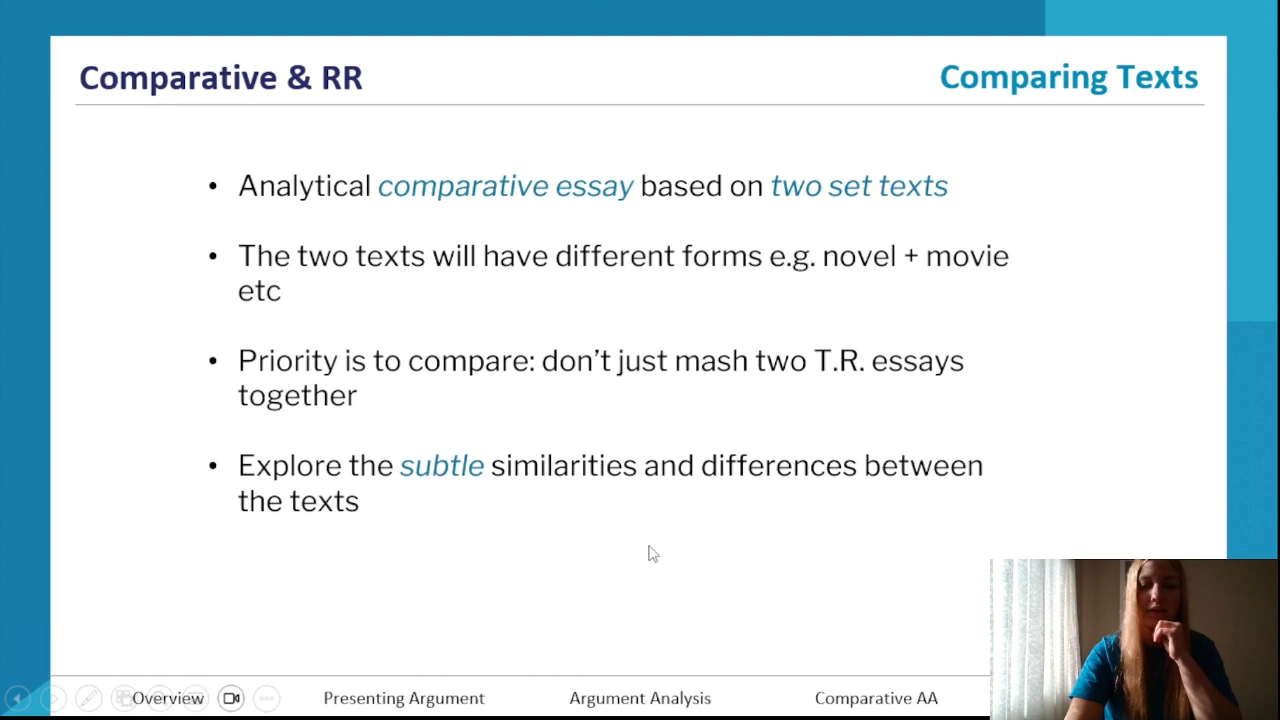 Comparative & RR
Comparing Texts
• Analytical comparative essay based on two set texts
• The two texts will have different forms e.g. novel + movie
etc
• Priority is to compare: don’t just mash two T.R. essays
together
• Explore the subtle similarities and differences between
the texts
Overview
Presenting Argument
Argument Analysis
Comparative AA